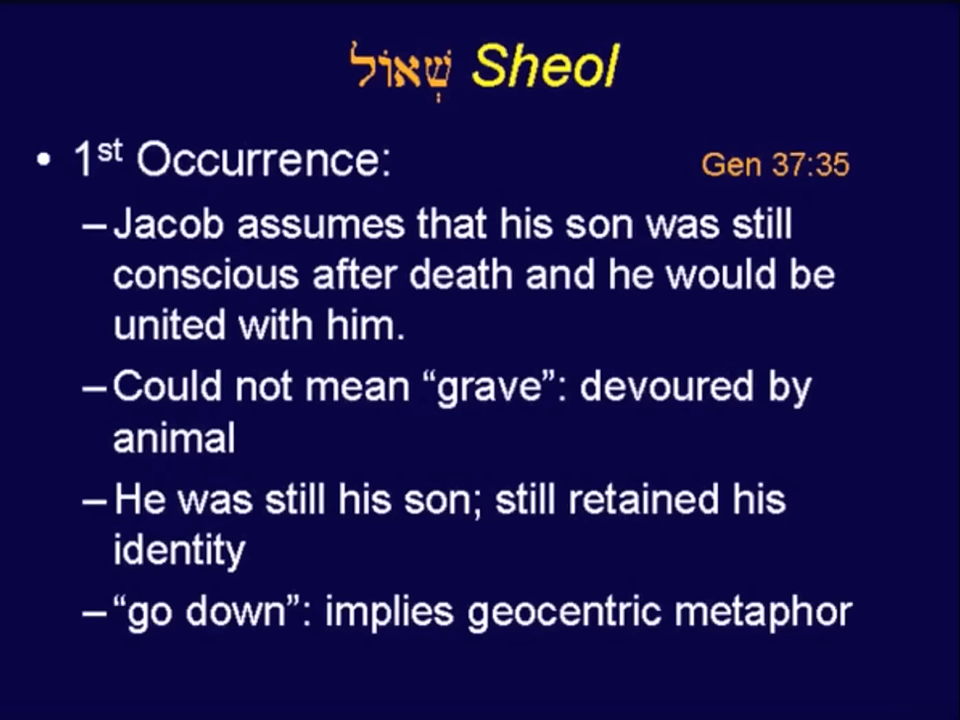 שְׁאוֹל Sheol
• 1st Occurrence: Gen 37:35
– Jacob assumes that his son was still
conscious after death and he would be
united with him.
– Could not mean “grave”: devoured by
animal
– He was still his son; still retained his
identity
– “go down”: implies geocentric metaphor